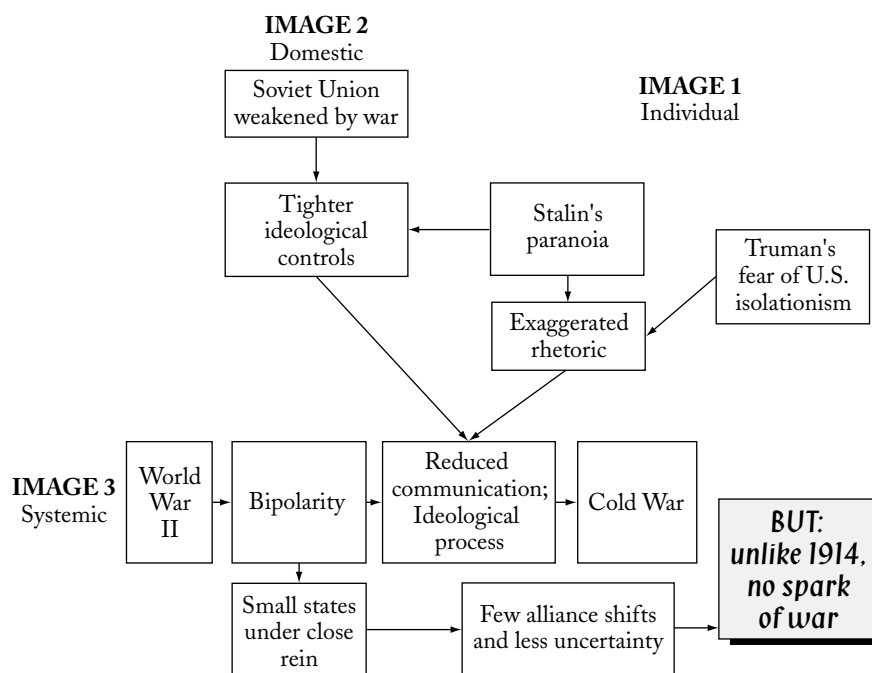 IMAGE 2
Domestic
Soviet Union
weakened by war
IMAGE 1
Individual
Tighter
ideological
controls
Stalin's
paranoia
Truman's
fear of U.S.
isolationism
Exaggerated
rhetoric
IMAGE 3
Systemic
World
War
II
Bipolarity
Reduced
communication;
Ideological
process
Cold War
BUT:
unlike 1914,
no spark
of war
Small states
under close
rein
Few alliance shifts
and less uncertainty